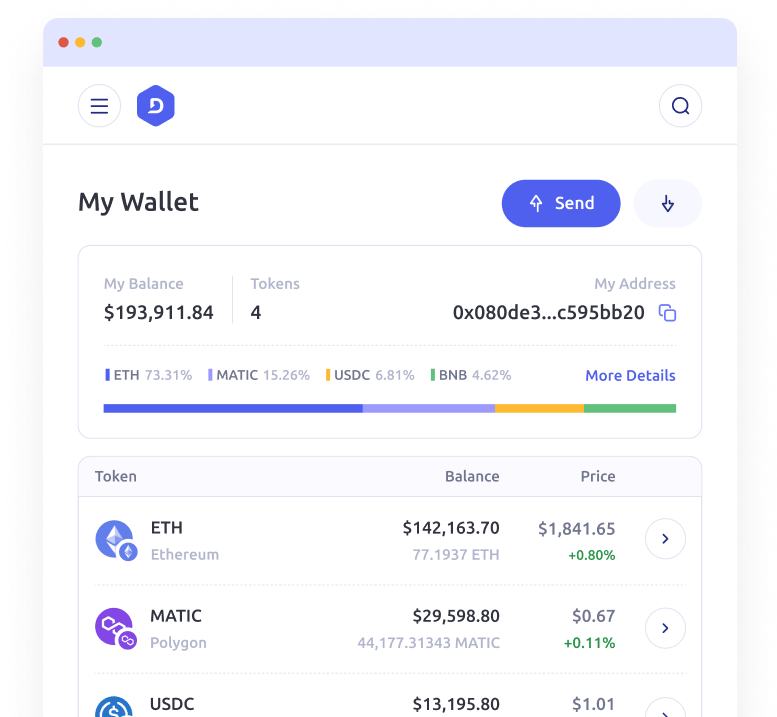 D
My Wallet
Send
My Balance Tokens My Address
$193,911.84 4 0x080de3...c595bb20
ETH 73.31% MATIC 15.26% USDC 6.81% BNB 4.62% More Details
Token Balance Price
ETH $142,163.70 $1,841.65
Ethereum 77.1937 ETH +0.80%
MATIC $29,598.80 $0.67
Polygon 44,177.31343 MATIC +0.11%
USDC $13,195.80 $1.01